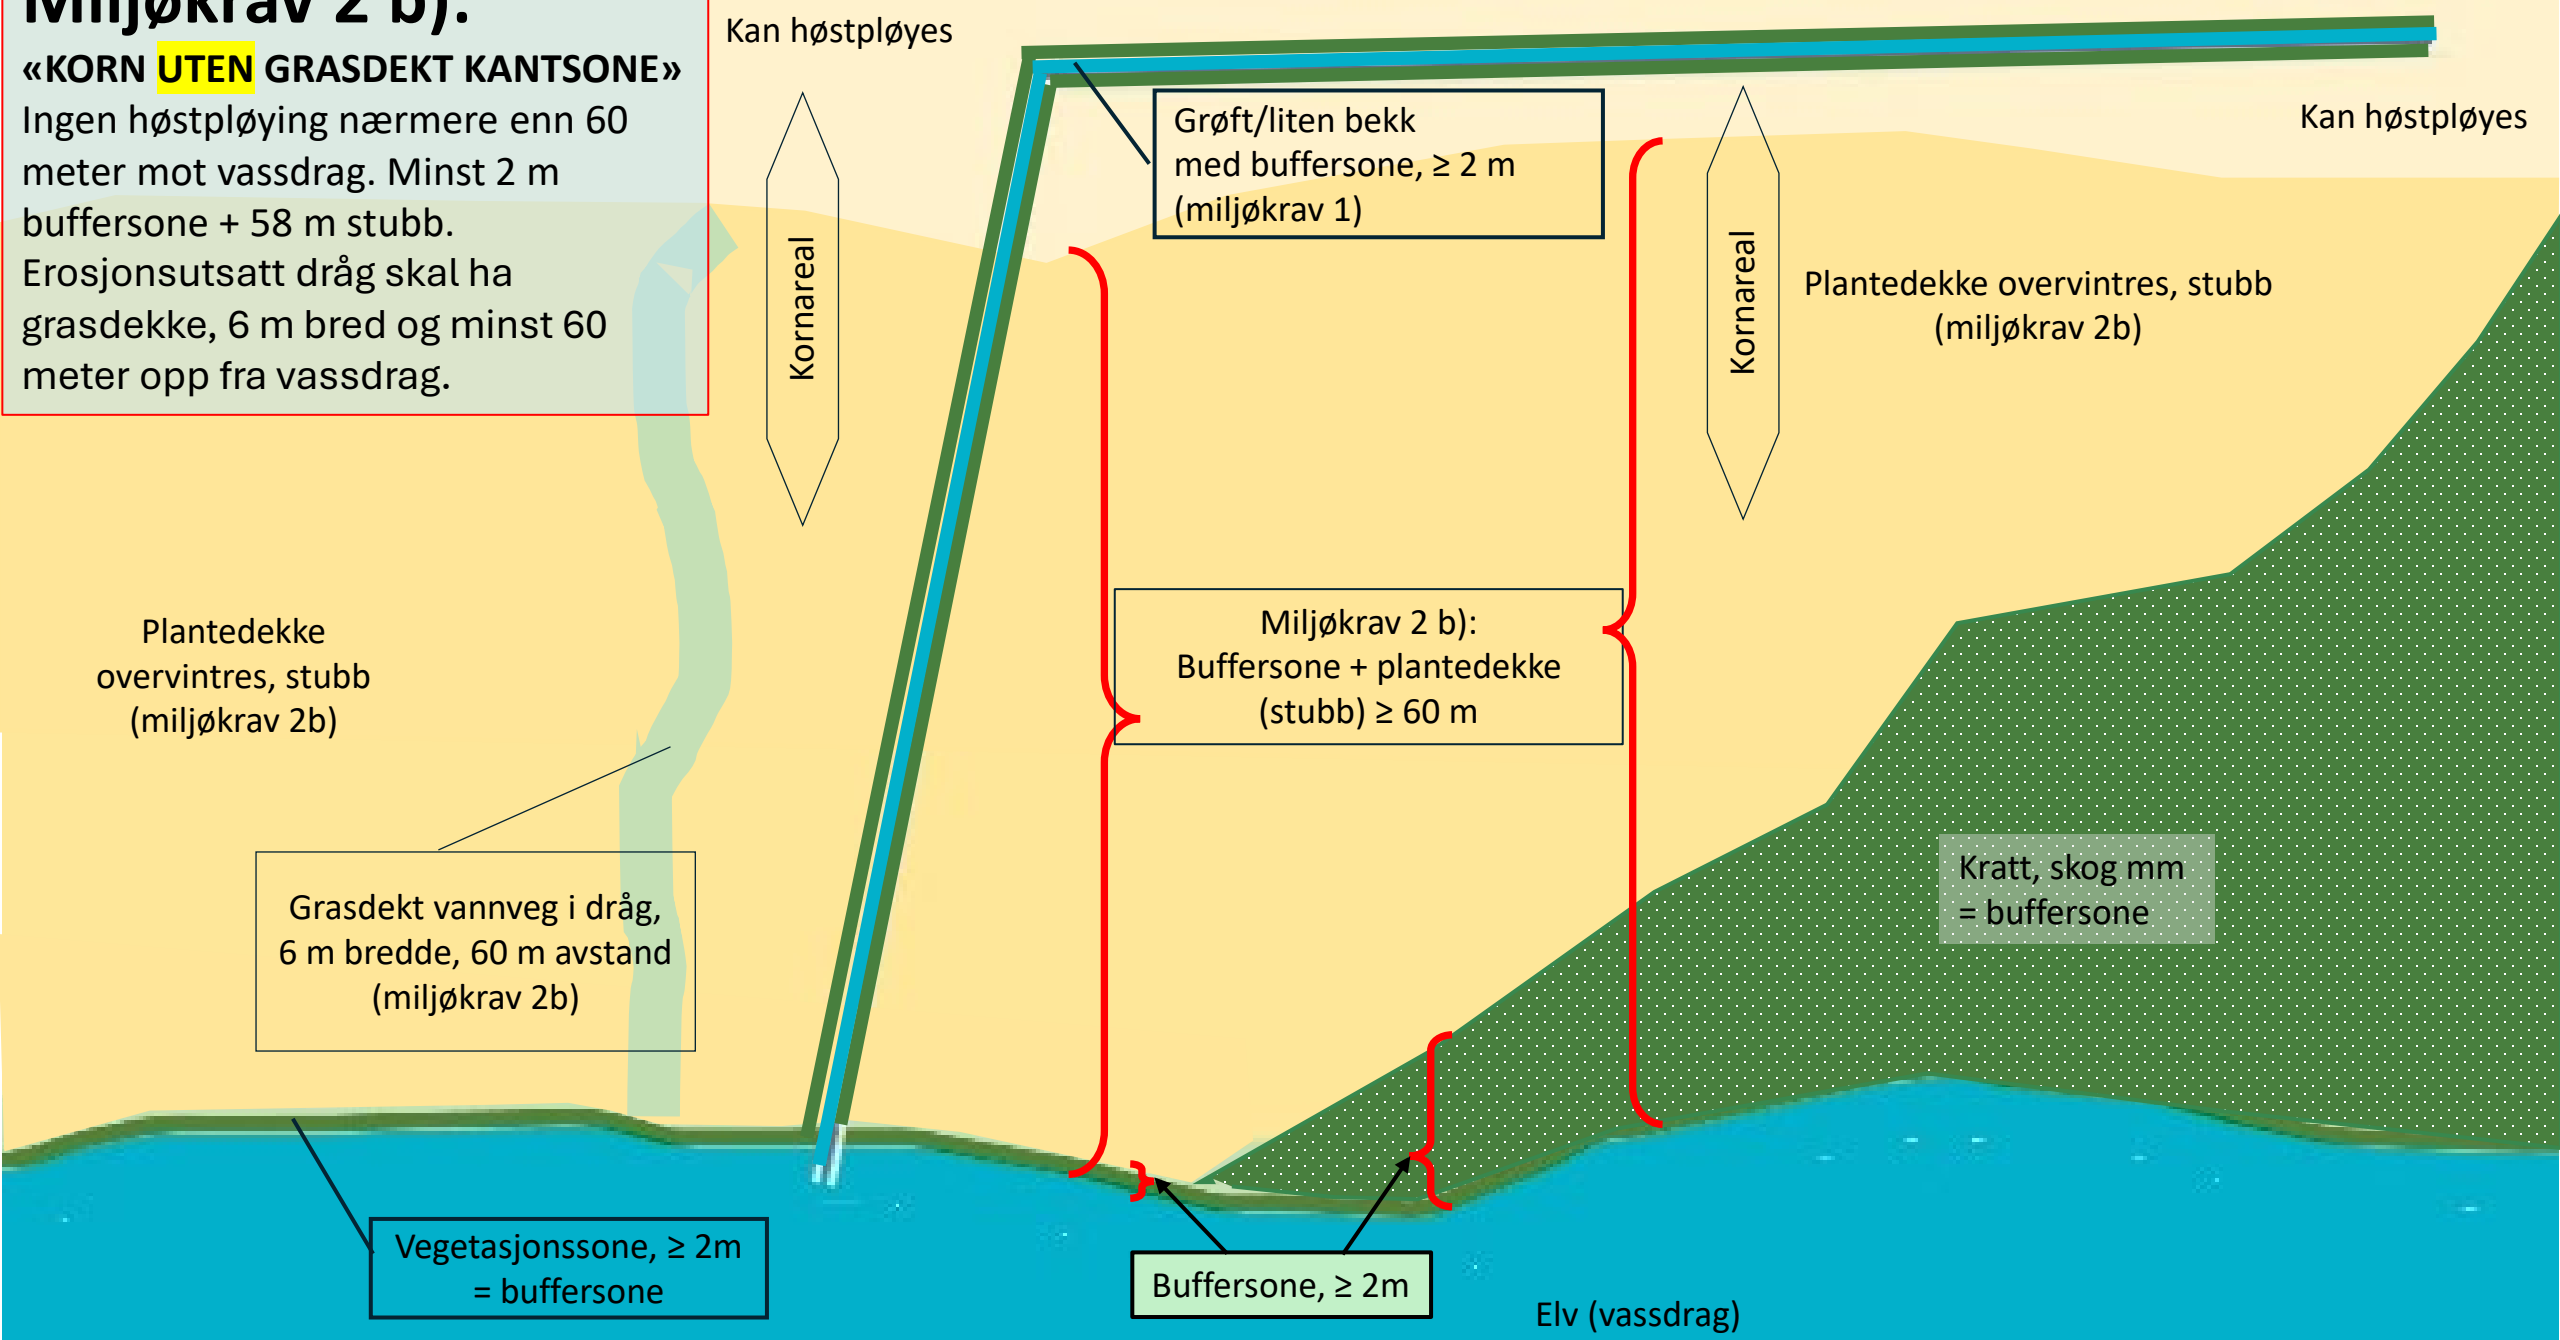 Miljøkrav 2 b):
«KORN UTEN GRASDEKT KANTSONE»
Ingen høstpløying nærmere enn 60
meter mot vassdrag. Minst 2 m
buffersone + 58 m stubb.
Erosjonsutsatt dråg skal ha
grasdekke, 6 m bred og minst 60
meter opp fra vassdrag.
Kan høstpløyes
Kornareal
Grøft/liten bekk
med buffersone, ≥ 2 m
(miljøkrav 1)
Kornareal
Kan høstpløyes
Plantedekke overvintres, stubb
(miljøkrav 2b)
Plantedekke
overvintres, stubb
(miljøkrav 2b)
Miljøkrav 2 b):
Buffersone + plantedekke
(stubb) ≥ 60 m
Grasdekt vannveg i dråg,
6 m bredde, 60 m avstand
(miljøkrav 2b)
Kratt, skog mm
= buffersone
Vegetasjonssone, ≥ 2m
= buffersone
Buffersone, ≥ 2m
Elv (vassdrag)